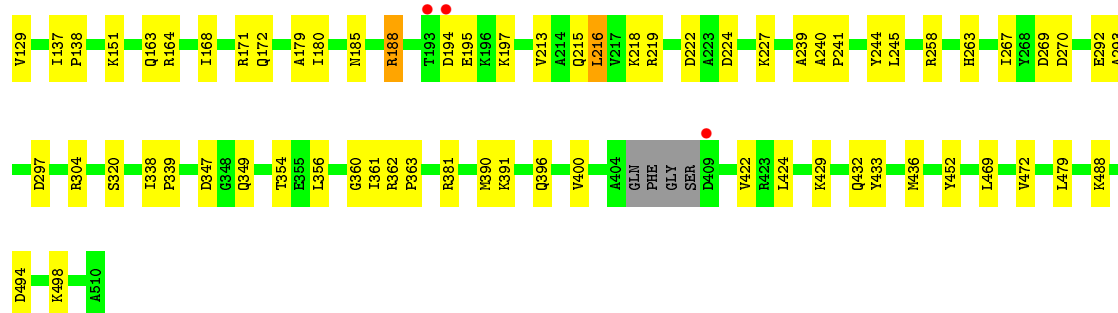 V129 I137 P138 K151 Q163 R164 I168 R171 Q172 A179 I180 N185 R188 T193 D194 E195 K196 K197 V213 A214 Q215 L216 V217 K218 R219 D222 A223 D224 K227 A239 A240 P241 Y244 L245 R258 H263 I267 Y268 D269 D270 E292 A293
D297 R304 S320 I338 P339 D347 G348 Q349 T354 E355 L356 G360 I361 R362 P363 R381 M390 K391 Q396 V400 A404 GLN PHE GLY SER D409 V422 R423 L424 K429 Q432 Y433 M436 Y452 L469 V472 L479 K488
D494 K498 A510